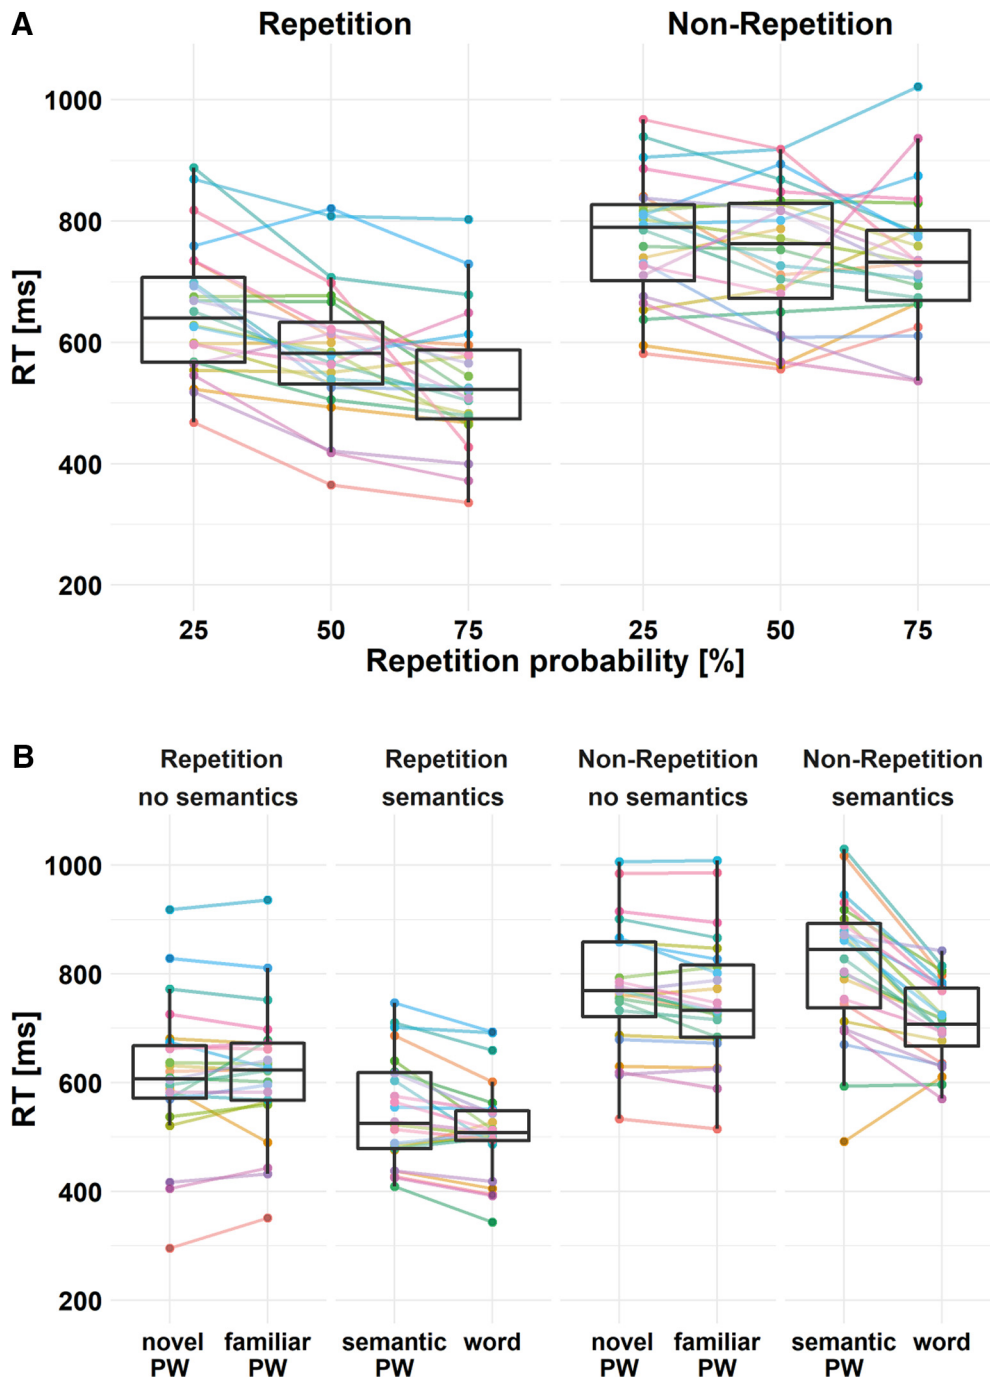 A
Repetition Non-Repetition
RT [ms]
1000
800
600
400
200
25 50 75 25 50 75
Repetition probability [%]
B
Repetition Repetition Non-Repetition Non-Repetition
no semantics semantics no semantics semantics
RT [ms]
1000
800
600
400
200
novel familiar semantic word novel familiar semantic word
PW PW PW PW PW PW